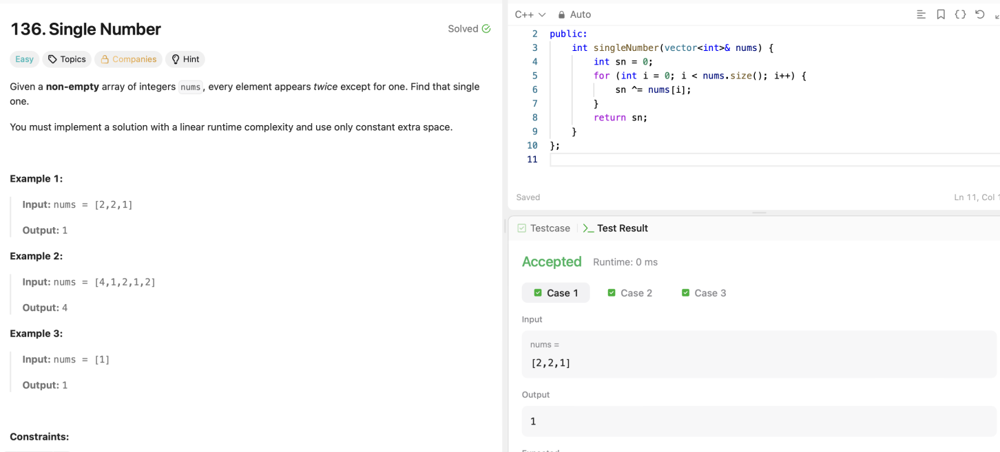 136. Single Number
Solved
Easy
Topics
Companies
Hint
Given a non-empty array of integers nums, every element appears twice except for one. Find that single
one.
You must implement a solution with a linear runtime complexity and use only constant extra space.
Example 1:
Input: nums = [2,2,1]
Output: 1
Example 2:
Input: nums = [4,1,2,1,2]
Output: 4
Example 3:
Input: nums = [1]
Output: 1
Constraints:
C++
Auto
2 public:
3 int singleNumber(vector<int>& nums) {
4 int sn = 0;
5 for (int i = 0; i < nums.size(); i++) {
6 sn ^= nums[i];
7 }
8 return sn;
9 }
10 };
11
Saved
Ln 11, Col 1
Testcase
Test Result
Accepted
Runtime: 0 ms
Case 1
Case 2
Case 3
Input
nums =
[2,2,1]
Output
1